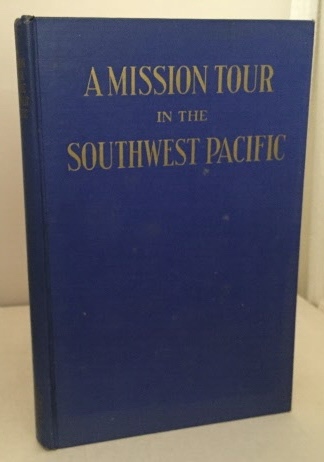 A MISSION TOUR
IN THE
SOUTHWEST PACIFIC